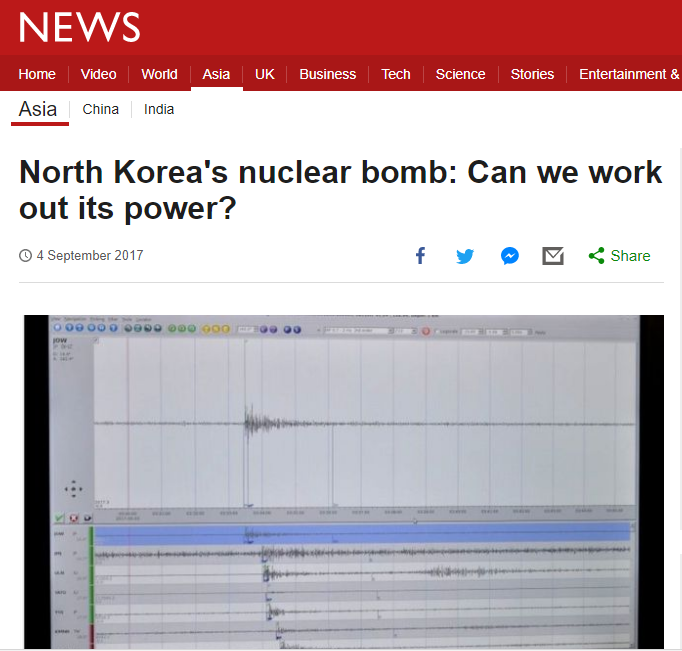 NEWS
Home Video World Asia UK Business Tech Science Stories Entertainment &
Asia China India
North Korea's nuclear bomb: Can we work
out its power?
4 September 2017 Share
JOW